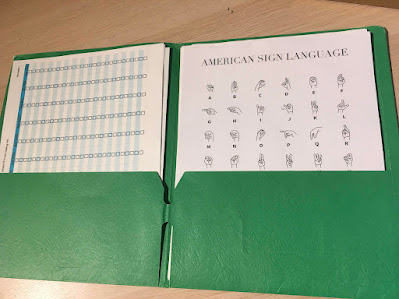 AMERICAN SIGN LANGUAGE
A B C D E F
G H I J K L
M N O P Q R